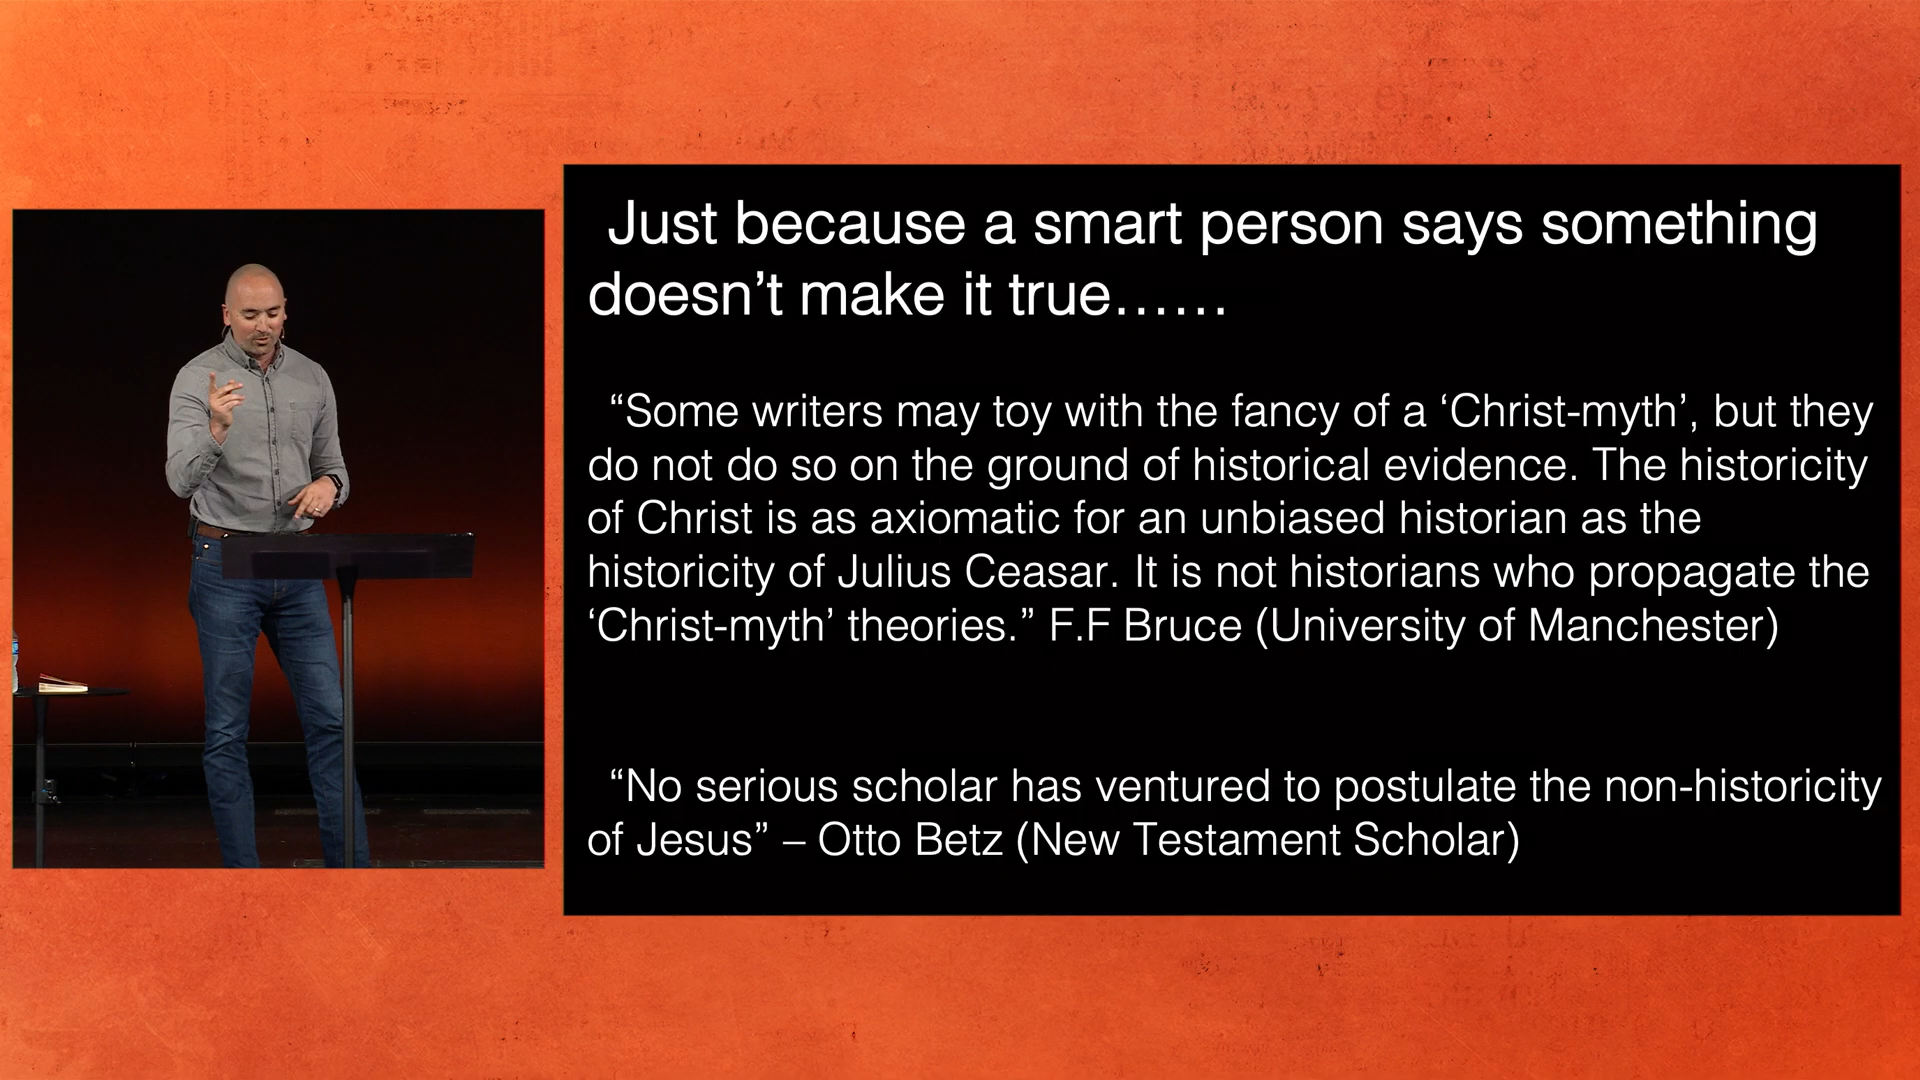 Just because a smart person says something
doesn’t make it true……
“Some writers may toy with the fancy of a ‘Christ-myth’, but they
do not do so on the ground of historical evidence. The historicity
of Christ is as axiomatic for an unbiased historian as the
historicity of Julius Ceasar. It is not historians who propagate the
‘Christ-myth’ theories.” F.F Bruce (University of Manchester)
“No serious scholar has ventured to postulate the non-historicity
of Jesus” – Otto Betz (New Testament Scholar)